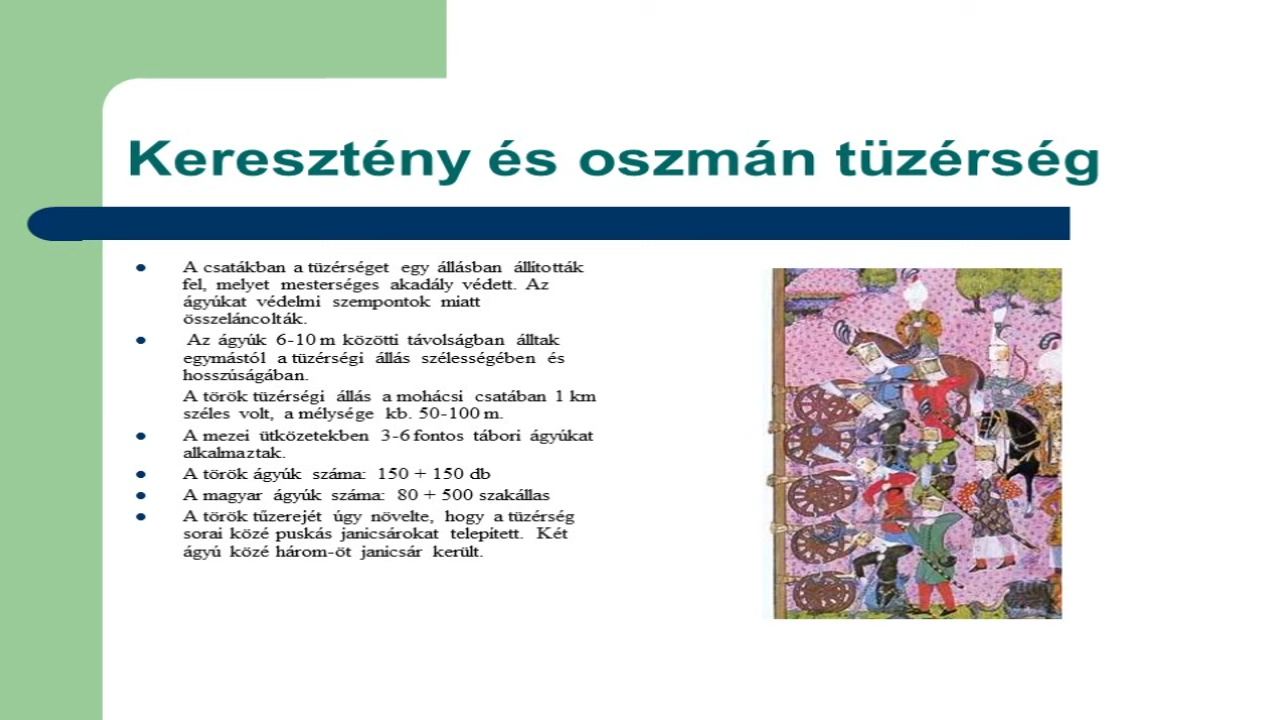 Keresztény és oszmán tüzérség
• A csatákban a tüzérséget egy állásban állították
fel, melyet mesterséges akadály védett. Az
ágyúkat védelmi szempontok miatt
összeláncolták.
• Az ágyúk 6-10 m közötti távolságban álltak
egymástól a tüzérségi állás szélességében és
hosszúságában.
A török tüzérségi állás a mohácsi csatában 1 km
széles volt, a mélysége kb. 50-100 m.
• A mezei ütközetekben 3-6 fontos tábori ágyúkat
alkalmaztak.
• A török ágyúk száma: 150 + 150 db
• A magyar ágyúk száma: 80 + 500 szakállas
• A török tűzerejét úgy növelte, hogy a tüzérség
sorai közé puskás janicsárokat telepített. Két
ágyú közé három-öt janicsár került.